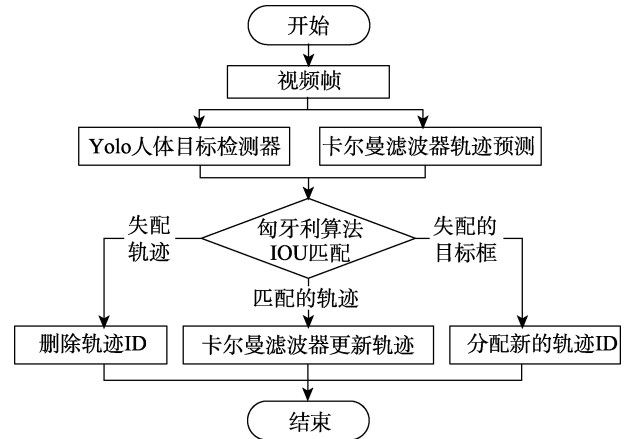 开始
视频帧
Yolo人体目标检测器
卡尔曼滤波器轨迹预测
失配
轨迹
匈牙利算法
IOU匹配
失配的
目标框
匹配的轨迹
删除轨迹ID
卡尔曼滤波器更新轨迹
分配新的轨迹ID
结束